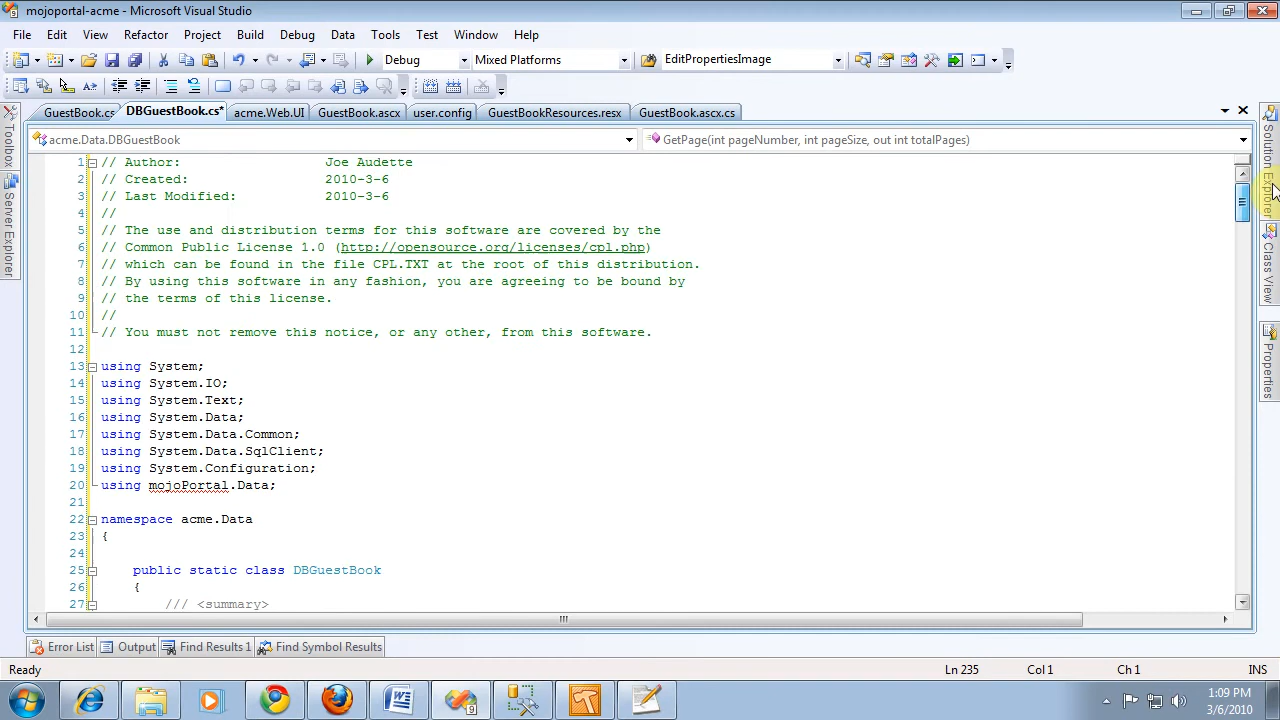 mojoportal-acme - Microsoft Visual Studio
File Edit View Refactor Project Build Debug Data Tools Test Window Help
Debug Mixed Platforms EditPropertiesImage
GuestBook.cs DBGuestBook.cs* acme.Web.UI GuestBook.ascx user.config GuestBookResources.resx GuestBook.ascx.cs
acme.Data.DBGuestBook GetPage(int pageNumber, int pageSize, out int totalPages)
Toolbox
Server Explorer
1 // Author: Joe Audette
2 // Created: 2010-3-6
3 // Last Modified: 2010-3-6
4 //
5 // The use and distribution terms for this software are covered by the
6 // Common Public License 1.0 (http://opensource.org/licenses/cpl.php)
7 // which can be found in the file CPL.TXT at the root of this distribution.
8 // By using this software in any fashion, you are agreeing to be bound by
9 // the terms of this license.
10 //
11 // You must not remove this notice, or any other, from this software.
12
13 using System;
14 using System.IO;
15 using System.Text;
16 using System.Data;
17 using System.Data.Common;
18 using System.Data.SqlClient;
19 using System.Configuration;
20 using mojoPortal.Data;
21
22 namespace acme.Data
23 {
24
25 public static class DBGuestBook
26 {
27 /// <summary>
Solution Explorer
Class View
Properties
Error List Output Find Results 1 Find Symbol Results
Ready Ln 235 Col 1 Ch 1 INS
1:09 PM
3/6/2010